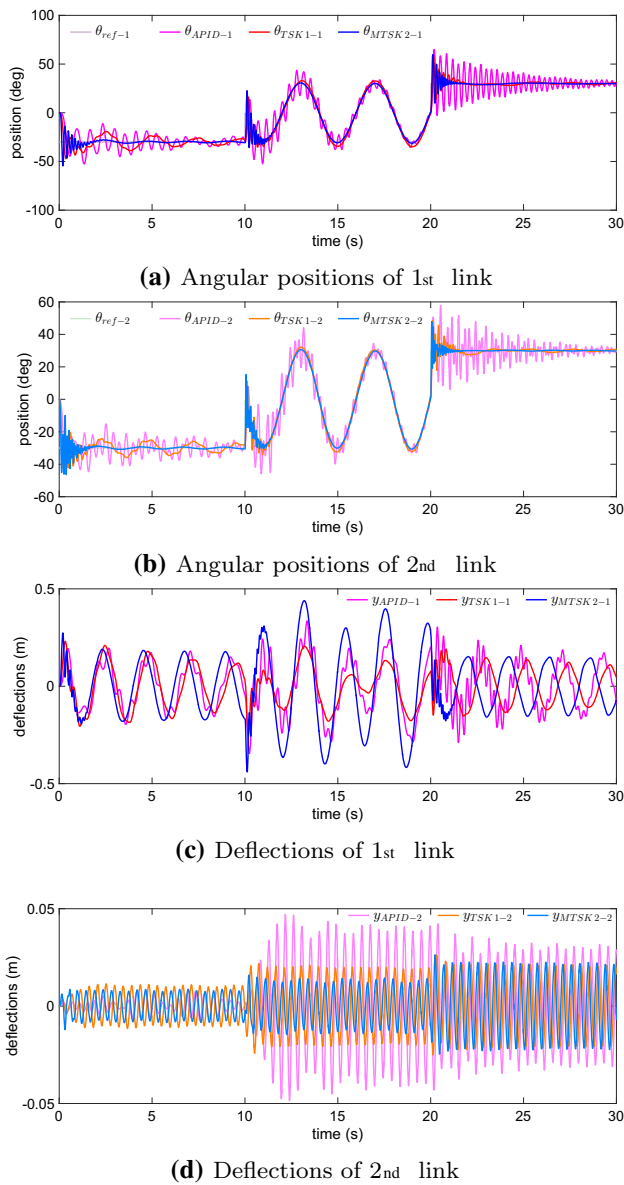 θref−1 θAPID−1 θTSK1−1 θMTSK2−1
100
50
0
-50
-100
position (deg)
0 5 10 15 20 25 30
time (s)
(a) Angular positions of 1st link
θref−2 θAPID−2 θTSK1−2 θMTSK2−2
60
40
20
0
-20
-40
-60
position (deg)
0 5 10 15 20 25 30
time (s)
(b) Angular positions of 2nd link
yAPID−1 yTSK1−1 yMTSK2−1
0.5
0
-0.5
deflections (m)
0 5 10 15 20 25 30
time (s)
(c) Deflections of 1st link
yAPID−2 yTSK1−2 yMTSK2−2
0.05
0
-0.05
deflections (m)
0 5 10 15 20 25 30
time (s)
(d) Deflections of 2nd link